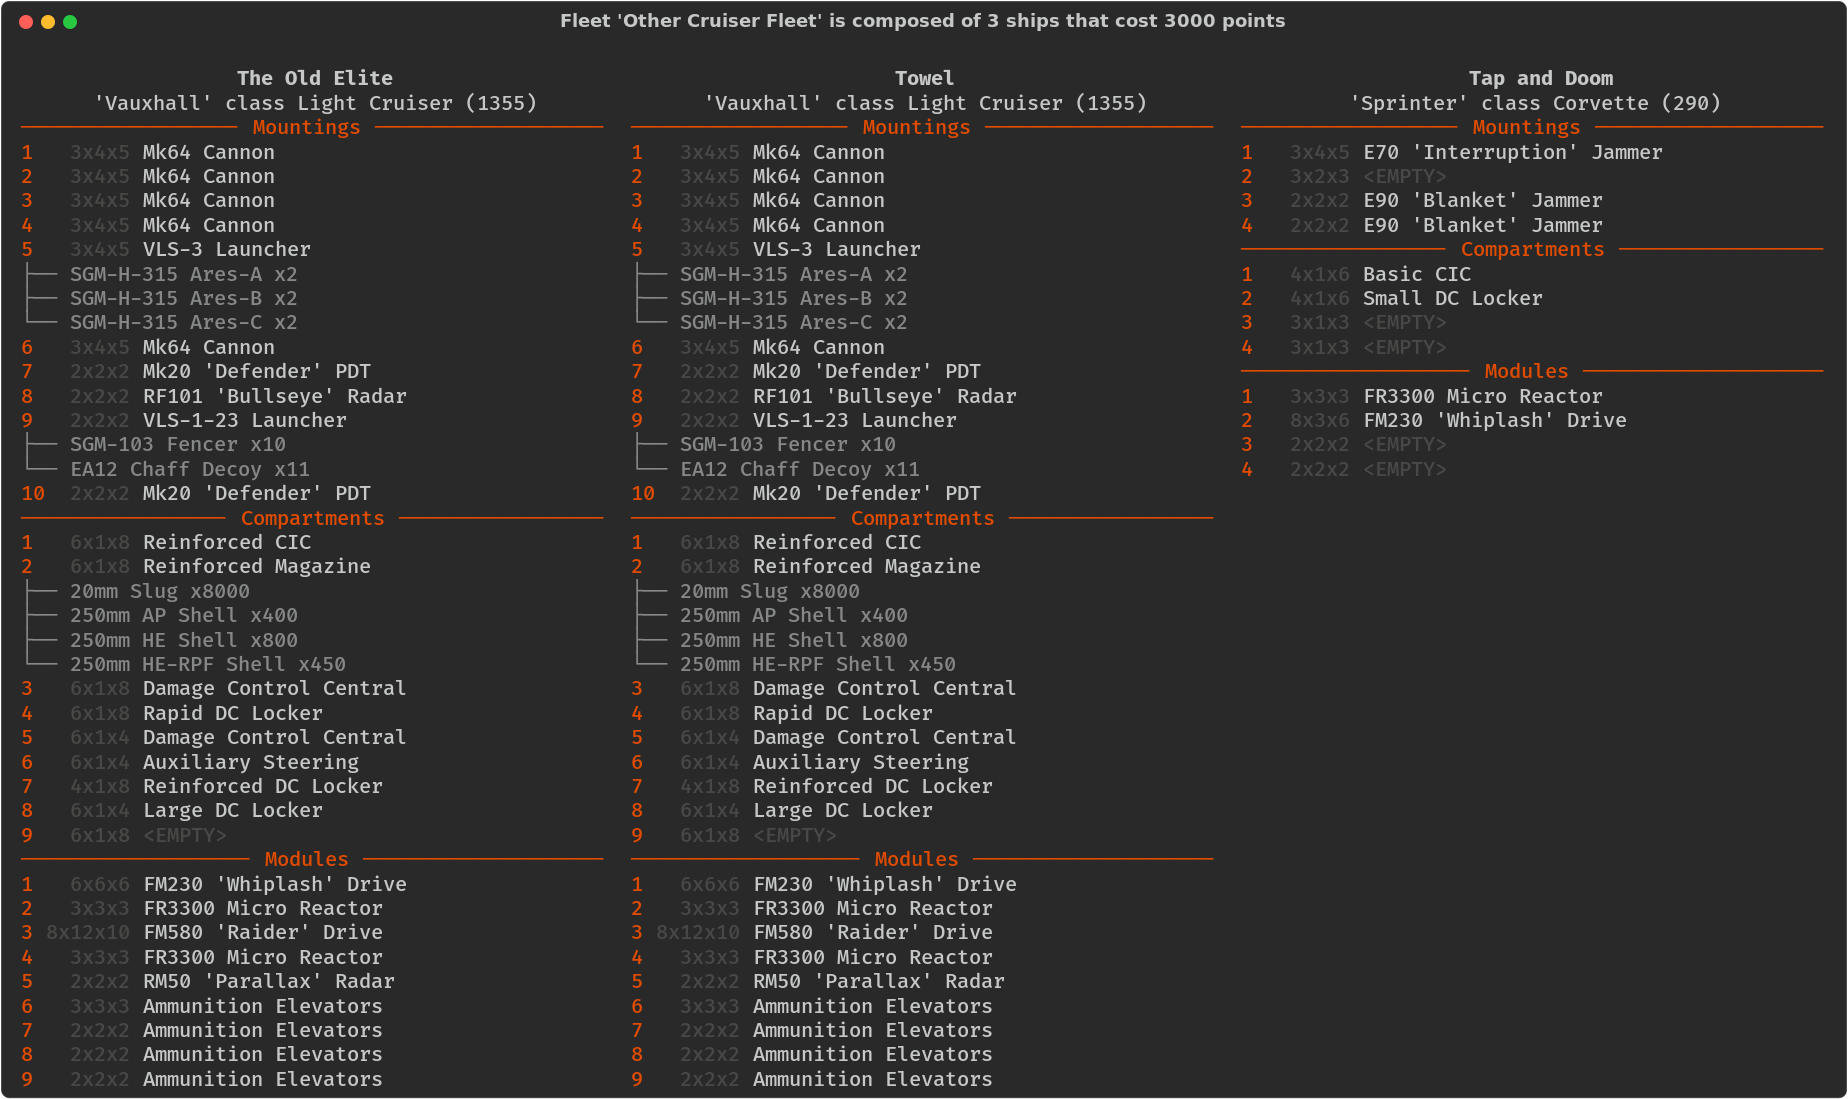 Fleet 'Other Cruiser Fleet' is composed of 3 ships that cost 3000 points
The Old Elite
'Vauxhall' class Light Cruiser (1355)
Mountings
1 3x4x5 Mk64 Cannon
2 3x4x5 Mk64 Cannon
3 3x4x5 Mk64 Cannon
4 3x4x5 Mk64 Cannon
5 3x4x5 VLS-3 Launcher
SGM-H-315 Ares-A x2
SGM-H-315 Ares-B x2
SGM-H-315 Ares-C x2
6 3x4x5 Mk64 Cannon
7 2x2x2 Mk20 'Defender' PDT
8 2x2x2 RF101 'Bullseye' Radar
9 2x2x2 VLS-1-23 Launcher
SGM-103 Fencer x10
EA12 Chaff Decoy x11
10 2x2x2 Mk20 'Defender' PDT
Compartments
1 6x1x8 Reinforced CIC
2 6x1x8 Reinforced Magazine
20mm Slug x8000
250mm AP Shell x400
250mm HE Shell x800
250mm HE-RPF Shell x450
3 6x1x8 Damage Control Central
4 6x1x8 Rapid DC Locker
5 6x1x4 Damage Control Central
6 6x1x4 Auxiliary Steering
7 4x1x8 Reinforced DC Locker
8 6x1x4 Large DC Locker
9 6x1x8 <EMPTY>
Modules
1 6x6x6 FM230 'Whiplash' Drive
2 3x3x3 FR3300 Micro Reactor
3 8x12x10 FM580 'Raider' Drive
4 3x3x3 FR3300 Micro Reactor
5 2x2x2 RM50 'Parallax' Radar
6 3x3x3 Ammunition Elevators
7 2x2x2 Ammunition Elevators
8 2x2x2 Ammunition Elevators
9 2x2x2 Ammunition Elevators
Towel
'Vauxhall' class Light Cruiser (1355)
Mountings
1 3x4x5 Mk64 Cannon
2 3x4x5 Mk64 Cannon
3 3x4x5 Mk64 Cannon
4 3x4x5 Mk64 Cannon
5 3x4x5 VLS-3 Launcher
SGM-H-315 Ares-A x2
SGM-H-315 Ares-B x2
SGM-H-315 Ares-C x2
6 3x4x5 Mk64 Cannon
7 2x2x2 Mk20 'Defender' PDT
8 2x2x2 RF101 'Bullseye' Radar
9 2x2x2 VLS-1-23 Launcher
SGM-103 Fencer x10
EA12 Chaff Decoy x11
10 2x2x2 Mk20 'Defender' PDT
Compartments
1 6x1x8 Reinforced CIC
2 6x1x8 Reinforced Magazine
20mm Slug x8000
250mm AP Shell x400
250mm HE Shell x800
250mm HE-RPF Shell x450
3 6x1x8 Damage Control Central
4 6x1x8 Rapid DC Locker
5 6x1x4 Damage Control Central
6 6x1x4 Auxiliary Steering
7 4x1x8 Reinforced DC Locker
8 6x1x4 Large DC Locker
9 6x1x8 <EMPTY>
Modules
1 6x6x6 FM230 'Whiplash' Drive
2 3x3x3 FR3300 Micro Reactor
3 8x12x10 FM580 'Raider' Drive
4 3x3x3 FR3300 Micro Reactor
5 2x2x2 RM50 'Parallax' Radar
6 3x3x3 Ammunition Elevators
7 2x2x2 Ammunition Elevators
8 2x2x2 Ammunition Elevators
9 2x2x2 Ammunition Elevators
Tap and Doom
'Sprinter' class Corvette (290)
Mountings
1 3x4x5 E70 'Interruption' Jammer
2 3x2x3 <EMPTY>
3 2x2x2 E90 'Blanket' Jammer
4 2x2x2 E90 'Blanket' Jammer
Compartments
1 4x1x6 Basic CIC
2 4x1x6 Small DC Locker
3 3x1x3 <EMPTY>
4 3x1x3 <EMPTY>
Modules
1 3x3x3 FR3300 Micro Reactor
2 8x3x6 FM230 'Whiplash' Drive
3 2x2x2 <EMPTY>
4 2x2x2 <EMPTY>